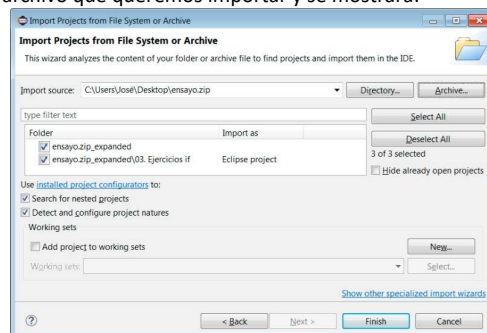 archivo que queremos importar y se mostrará:
Import Projects from File System or Archive
Import Projects from File System or Archive
This wizard analyzes the content of your folder or archive file to find projects and import them in the IDE.
Import source: C:\Users\José\Desktop\ensayo.zip Directory... Archive...
type filter text Select All
Folder Import as Deselect All
ensayo.zip_expanded
ensayo.zip_expanded\03. Ejercicios if Eclipse project
3 of 3 selected
Hide already open projects
Use installed project configurators to:
Search for nested projects
Detect and configure project natures
Working sets
Add project to working sets New...
Working sets: Select...
Show other specialized import wizards
? < Back Next > Finish Cancel